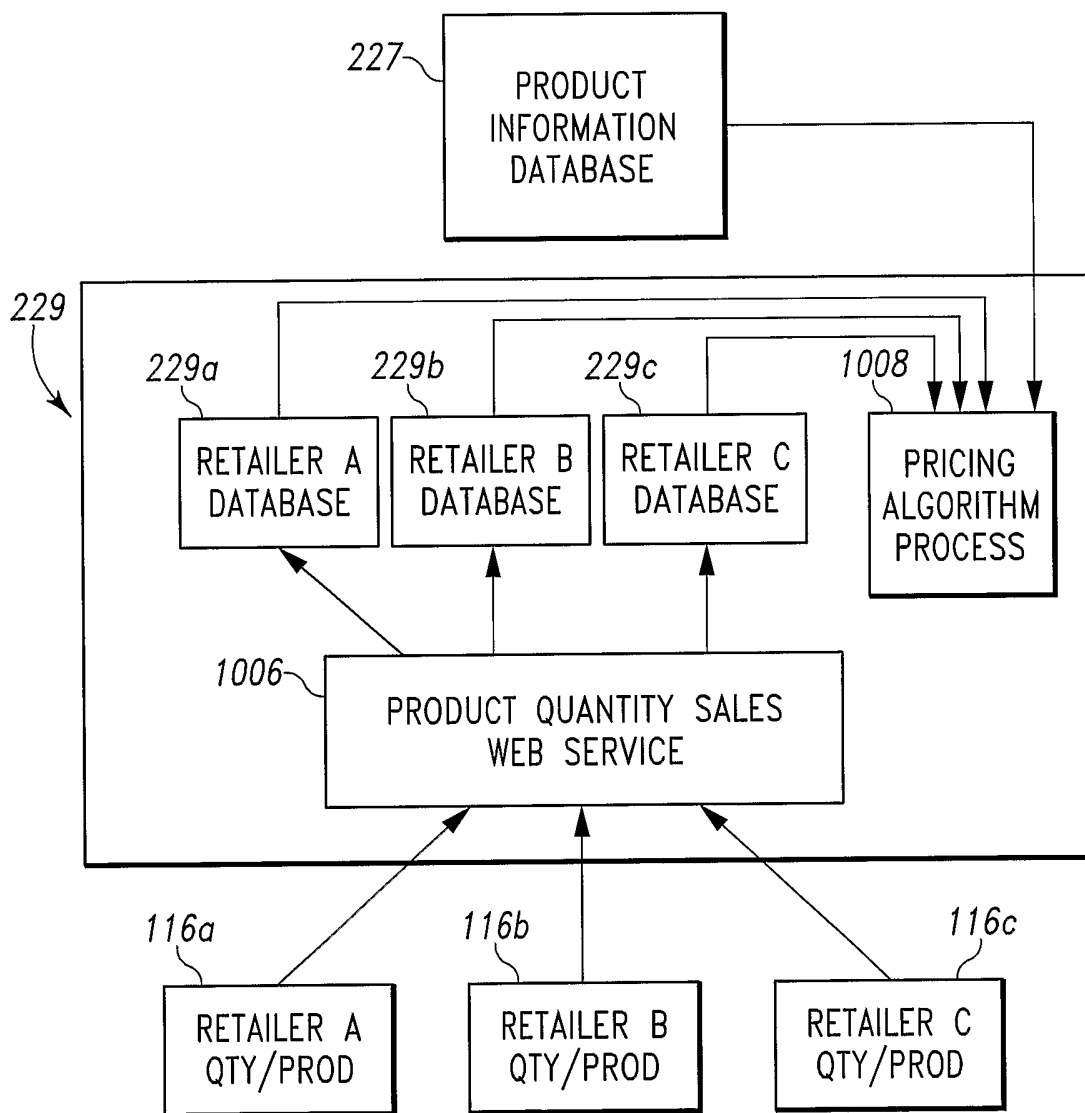 227
PRODUCT
INFORMATION
DATABASE
229
229a
229b
229c
1008
RETAILER A
DATABASE
RETAILER B
DATABASE
RETAILER C
DATABASE
PRICING
ALGORITHM
PROCESS
1006
PRODUCT QUANTITY SALES
WEB SERVICE
116a
116b
116c
RETAILER A
QTY/PROD
RETAILER B
QTY/PROD
RETAILER C
QTY/PROD